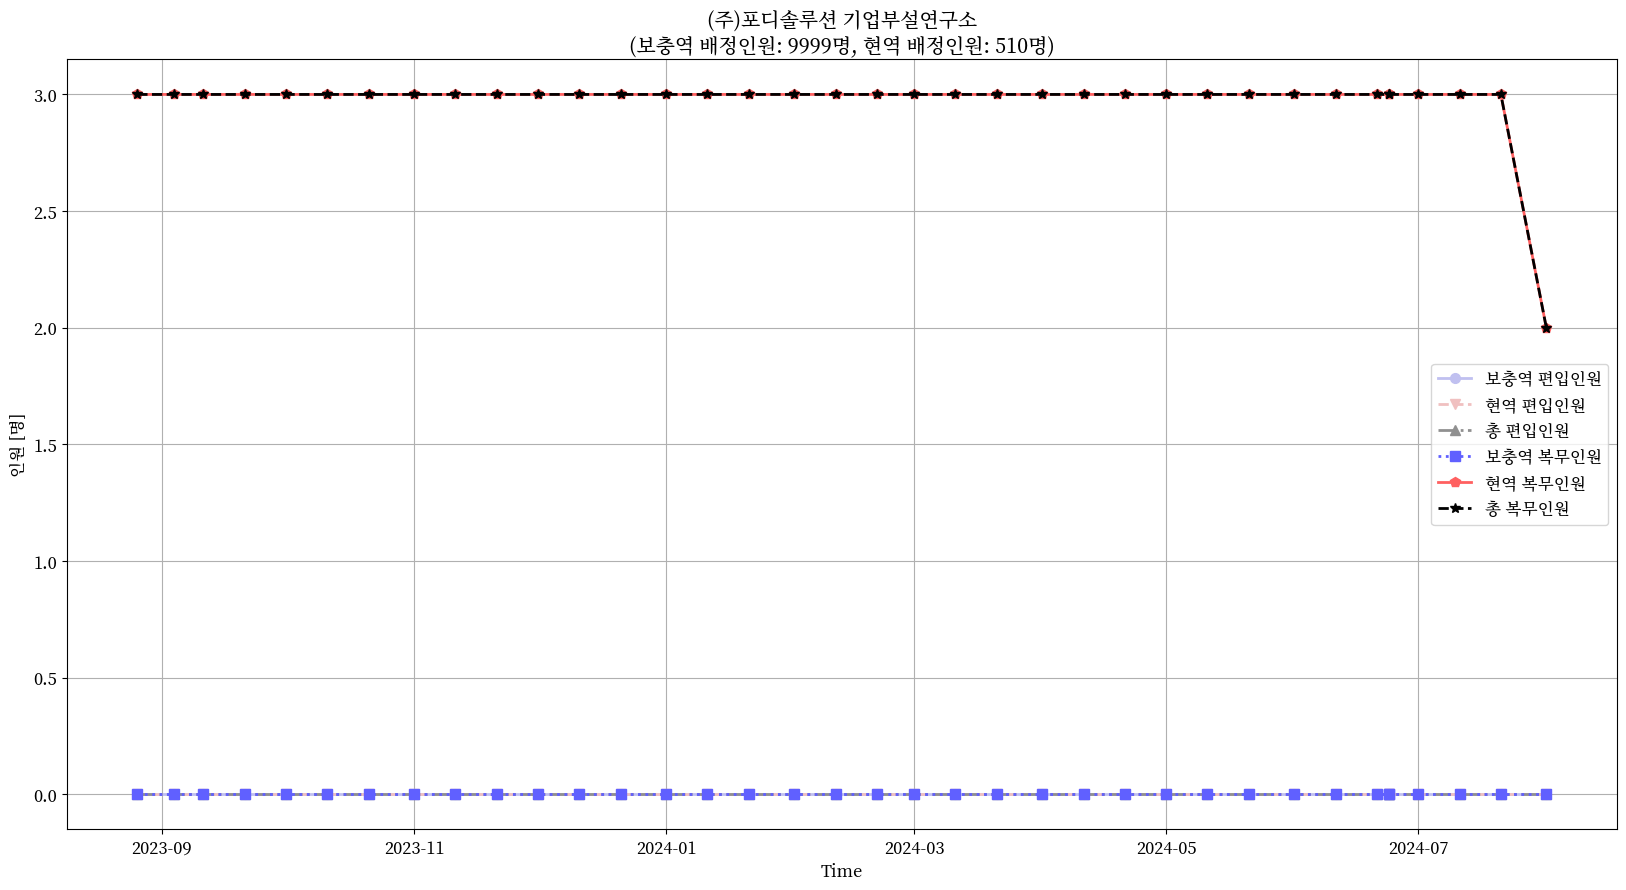 (주)포디솔루션 기업부설연구소
(보충역 배정인원: 9999명, 현역 배정인원: 510명)
3.0
2.5
2.0
1.5
1.0
0.5
0.0
인원 [명]
보충역 편입인원
현역 편입인원
총 편입인원
보충역 복무인원
현역 복무인원
총 복무인원
2023-09
2023-11
2024-01
2024-03
2024-05
2024-07
Time